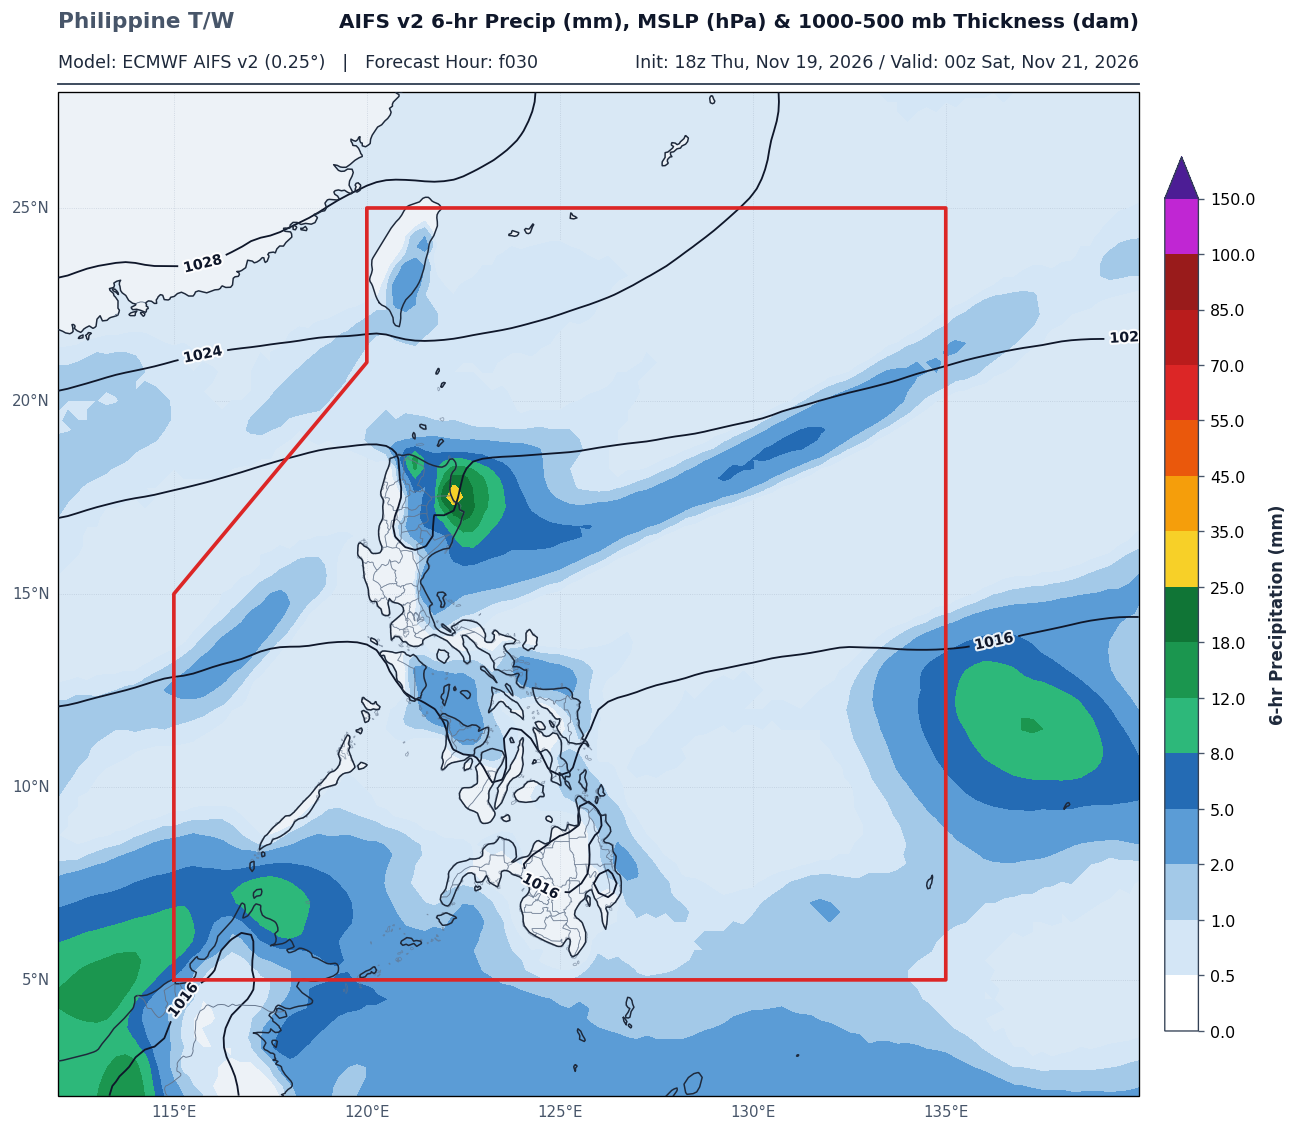 Philippine T/W
AIFS v2 6-hr Precip (mm), MSLP (hPa) & 1000-500 mb Thickness (dam)
Model: ECMWF AIFS v2 (0.25°) | Forecast Hour: f030
Init: 18z Thu, Nov 19, 2026 / Valid: 00z Sat, Nov 21, 2026
25°N
20°N
15°N
10°N
5°N
1028
1024
102
1016
1016
1016
115°E
120°E
125°E
130°E
135°E
150.0
100.0
85.0
70.0
55.0
45.0
35.0
25.0
18.0
12.0
8.0
5.0
2.0
1.0
0.5
0.0
6-hr Precipitation (mm)